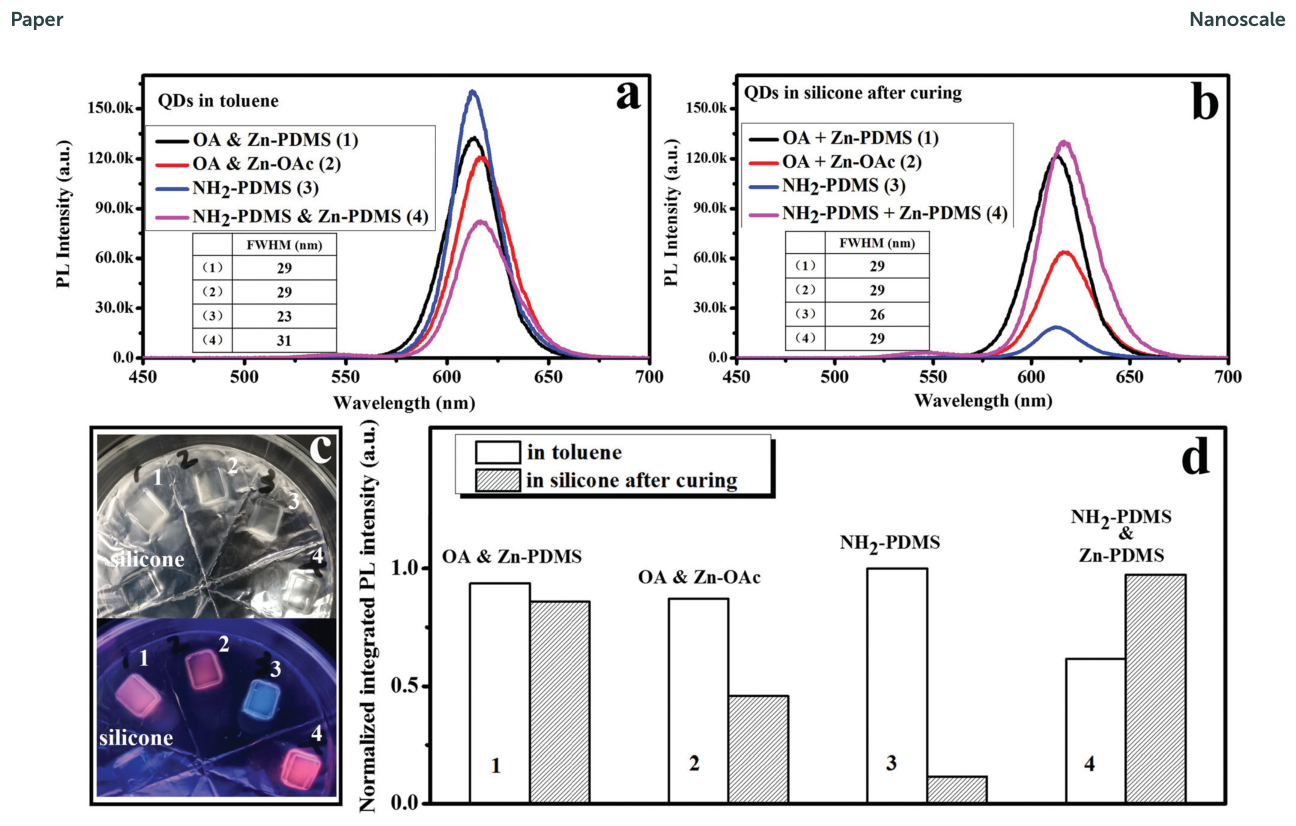 Paper
Nanoscale
QDs in toluene
a
OA & Zn-PDMS (1)
OA & Zn-OAc (2)
NH2-PDMS (3)
NH2-PDMS & Zn-PDMS (4)
FWHM (nm)
(1) 29
(2) 29
(3) 23
(4) 31
PL Intensity (a.u.)
150.0k
120.0k
90.0k
60.0k
30.0k
0.0
450 500 550 600 650 700
Wavelength (nm)
QDs in silicone after curing
b
OA + Zn-PDMS (1)
OA + Zn-OAc (2)
NH2-PDMS (3)
NH2-PDMS + Zn-PDMS (4)
FWHM (nm)
(1) 29
(2) 29
(3) 26
(4) 29
PL Intensity (a.u.)
150.0k
120.0k
90.0k
60.0k
30.0k
0.0
450 500 550 600 650 700
Wavelength (nm)
c
1 2 3
1
2
3
4
silicone
1 2 3
1
2
3
4
silicone
d
in toluene
in silicone after curing
Normalized integrated PL intensity (a.u.)
1.0
0.5
0.0
OA & Zn-PDMS
OA & Zn-OAc
NH2-PDMS
NH2-PDMS
&
Zn-PDMS
1 2 3 4